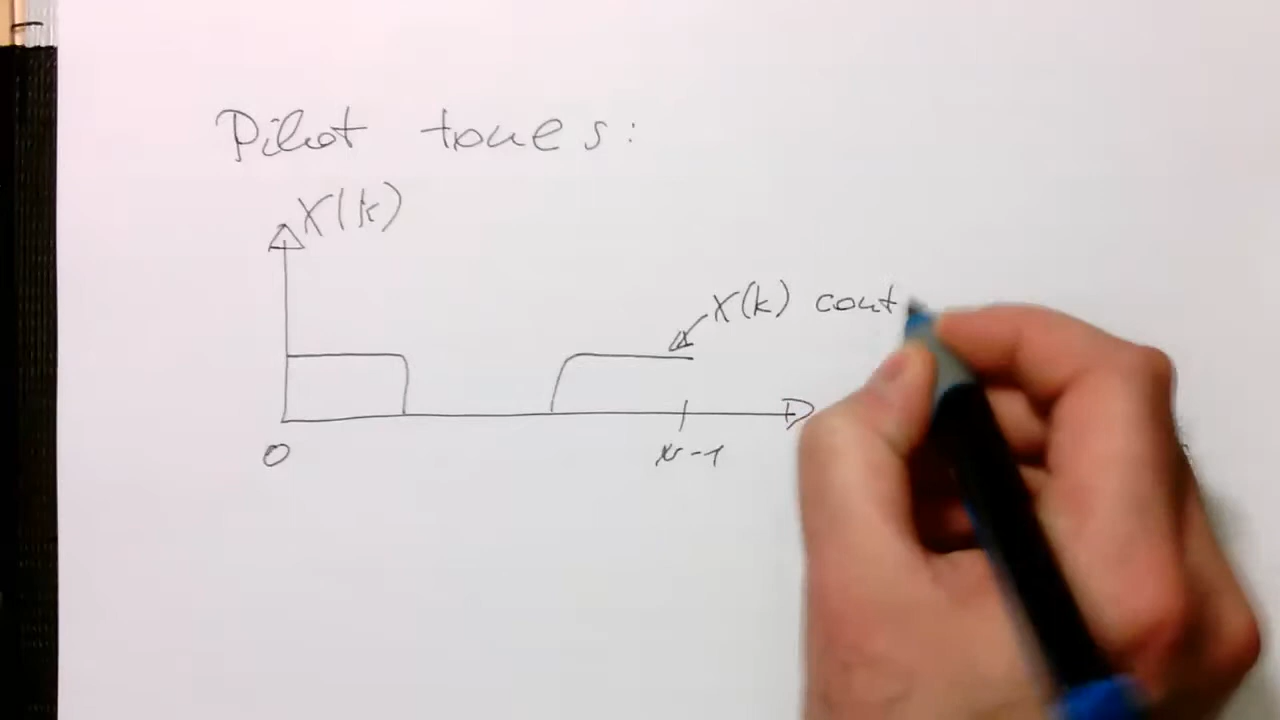 Pilot tones:
X(k)
X(k) cont
0
N-1